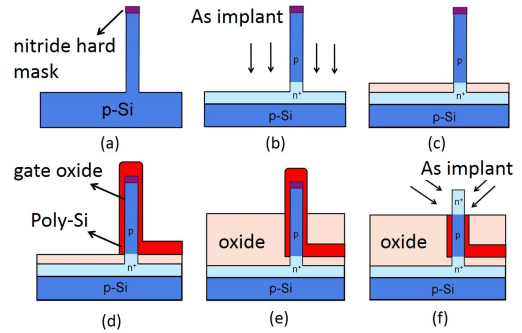 nitride hard
mask
p-Si
(a)
As implant
p
n+
p-Si
(b)
p
n+
p-Si
(c)
gate oxide
Poly-Si
p
n+
p-Si
(d)
oxide
p
n+
p-Si
(e)
As implant
n+
oxide
p
n+
p-Si
(f)